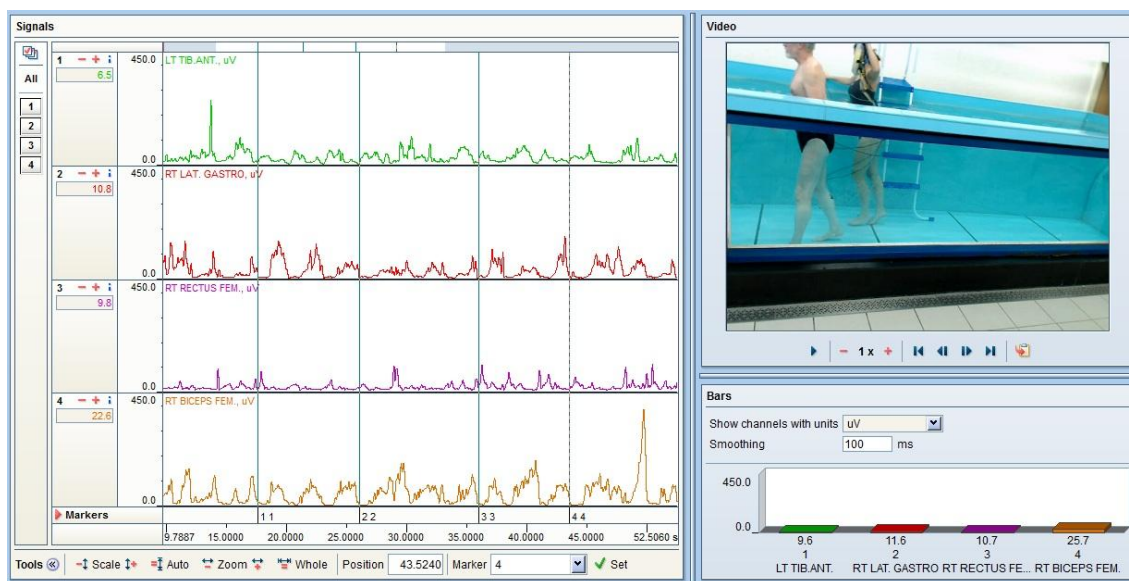 Signals
All
1
2
3
4
1 − + i
6.5
450.0
0.0
LT TIB.ANT., uV
2 − + i
10.8
450.0
0.0
RT LAT. GASTRO, uV
3 − + i
9.8
450.0
0.0
RT RECTUS FEM., uV
4 − + i
22.6
450.0
0.0
RT BICEPS FEM., uV
Markers
1 1 2 2 3 3 4 4
9.7887 15.0000 20.0000 25.0000 30.0000 35.0000 40.0000 45.0000 52.5060 s
Tools Scale Auto Zoom Whole Position 43.5240 Marker 4 Set
Video
− 1 x +
Bars
Show channels with units uV
Smoothing 100 ms
450.0
0.0
9.6 11.6 10.7 25.7
1 2 3 4
LT TIB.ANT. RT LAT. GASTRO RT RECTUS FE... RT BICEPS FEM.